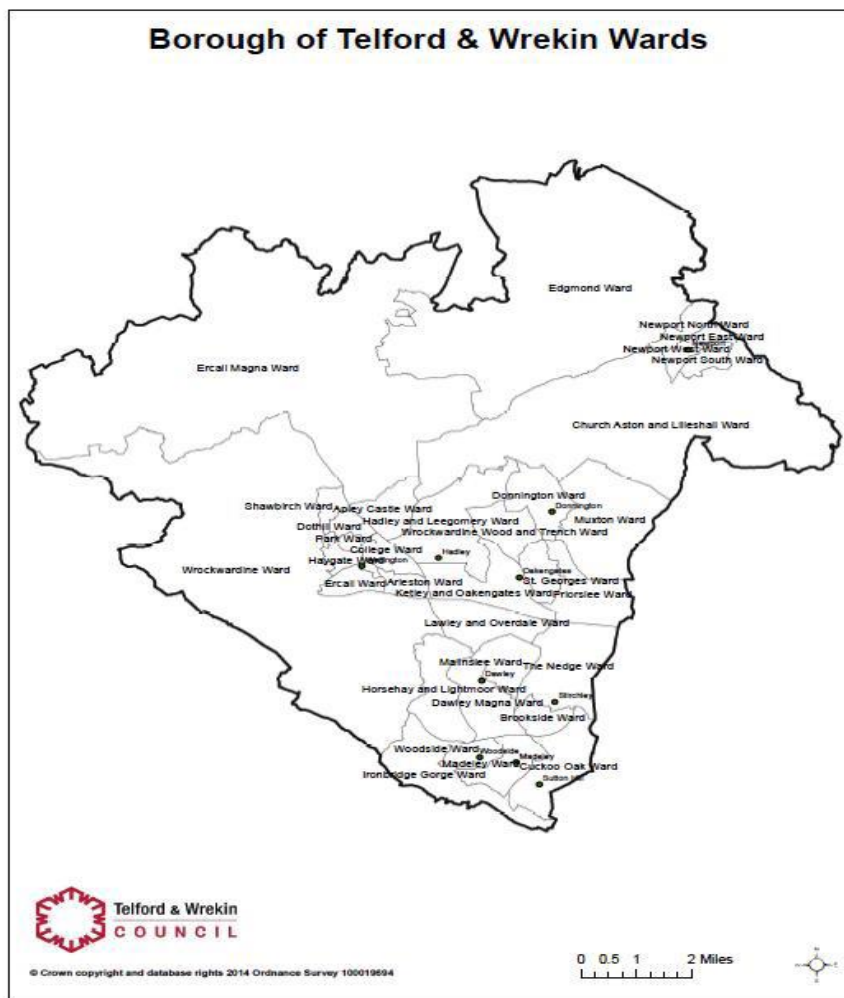 Borough of Telford & Wrekin Wards
Edgmond Ward
Newport North Ward
Newport East Ward
Newport
Newport West Ward
Newport South Ward
Ercall Magna Ward
Church Aston and Lilleshall Ward
Donnington Ward
Donnington
Shawbirch Ward
Apley Castle Ward
Hadley and Leegomery Ward
Muxton Ward
Dothill Ward
Wrockwardine Wood and Trench Ward
Park Ward
College Ward
Hadley
Haygate Ward
Wrockwardine Ward
Oakengates
St. Georges Ward
Ercall Ward
Arleston Ward
Ketley and Oakengates Ward
Priorslee Ward
Lawley and Overdale Ward
Malinslee Ward
The Nedge Ward
Dawley
Horsehay and Lightmoor Ward
Stirchley
Dawley Magna Ward
Brookside Ward
Woodside Ward
Woodside
Madeley
Madeley Ward
Cuckoo Oak Ward
Ironbridge Gorge Ward
Sutton Hill
Telford & Wrekin
COUNCIL
0 0.5 1 2 Miles
© Crown copyright and database rights 2014 Ordnance Survey 100019694